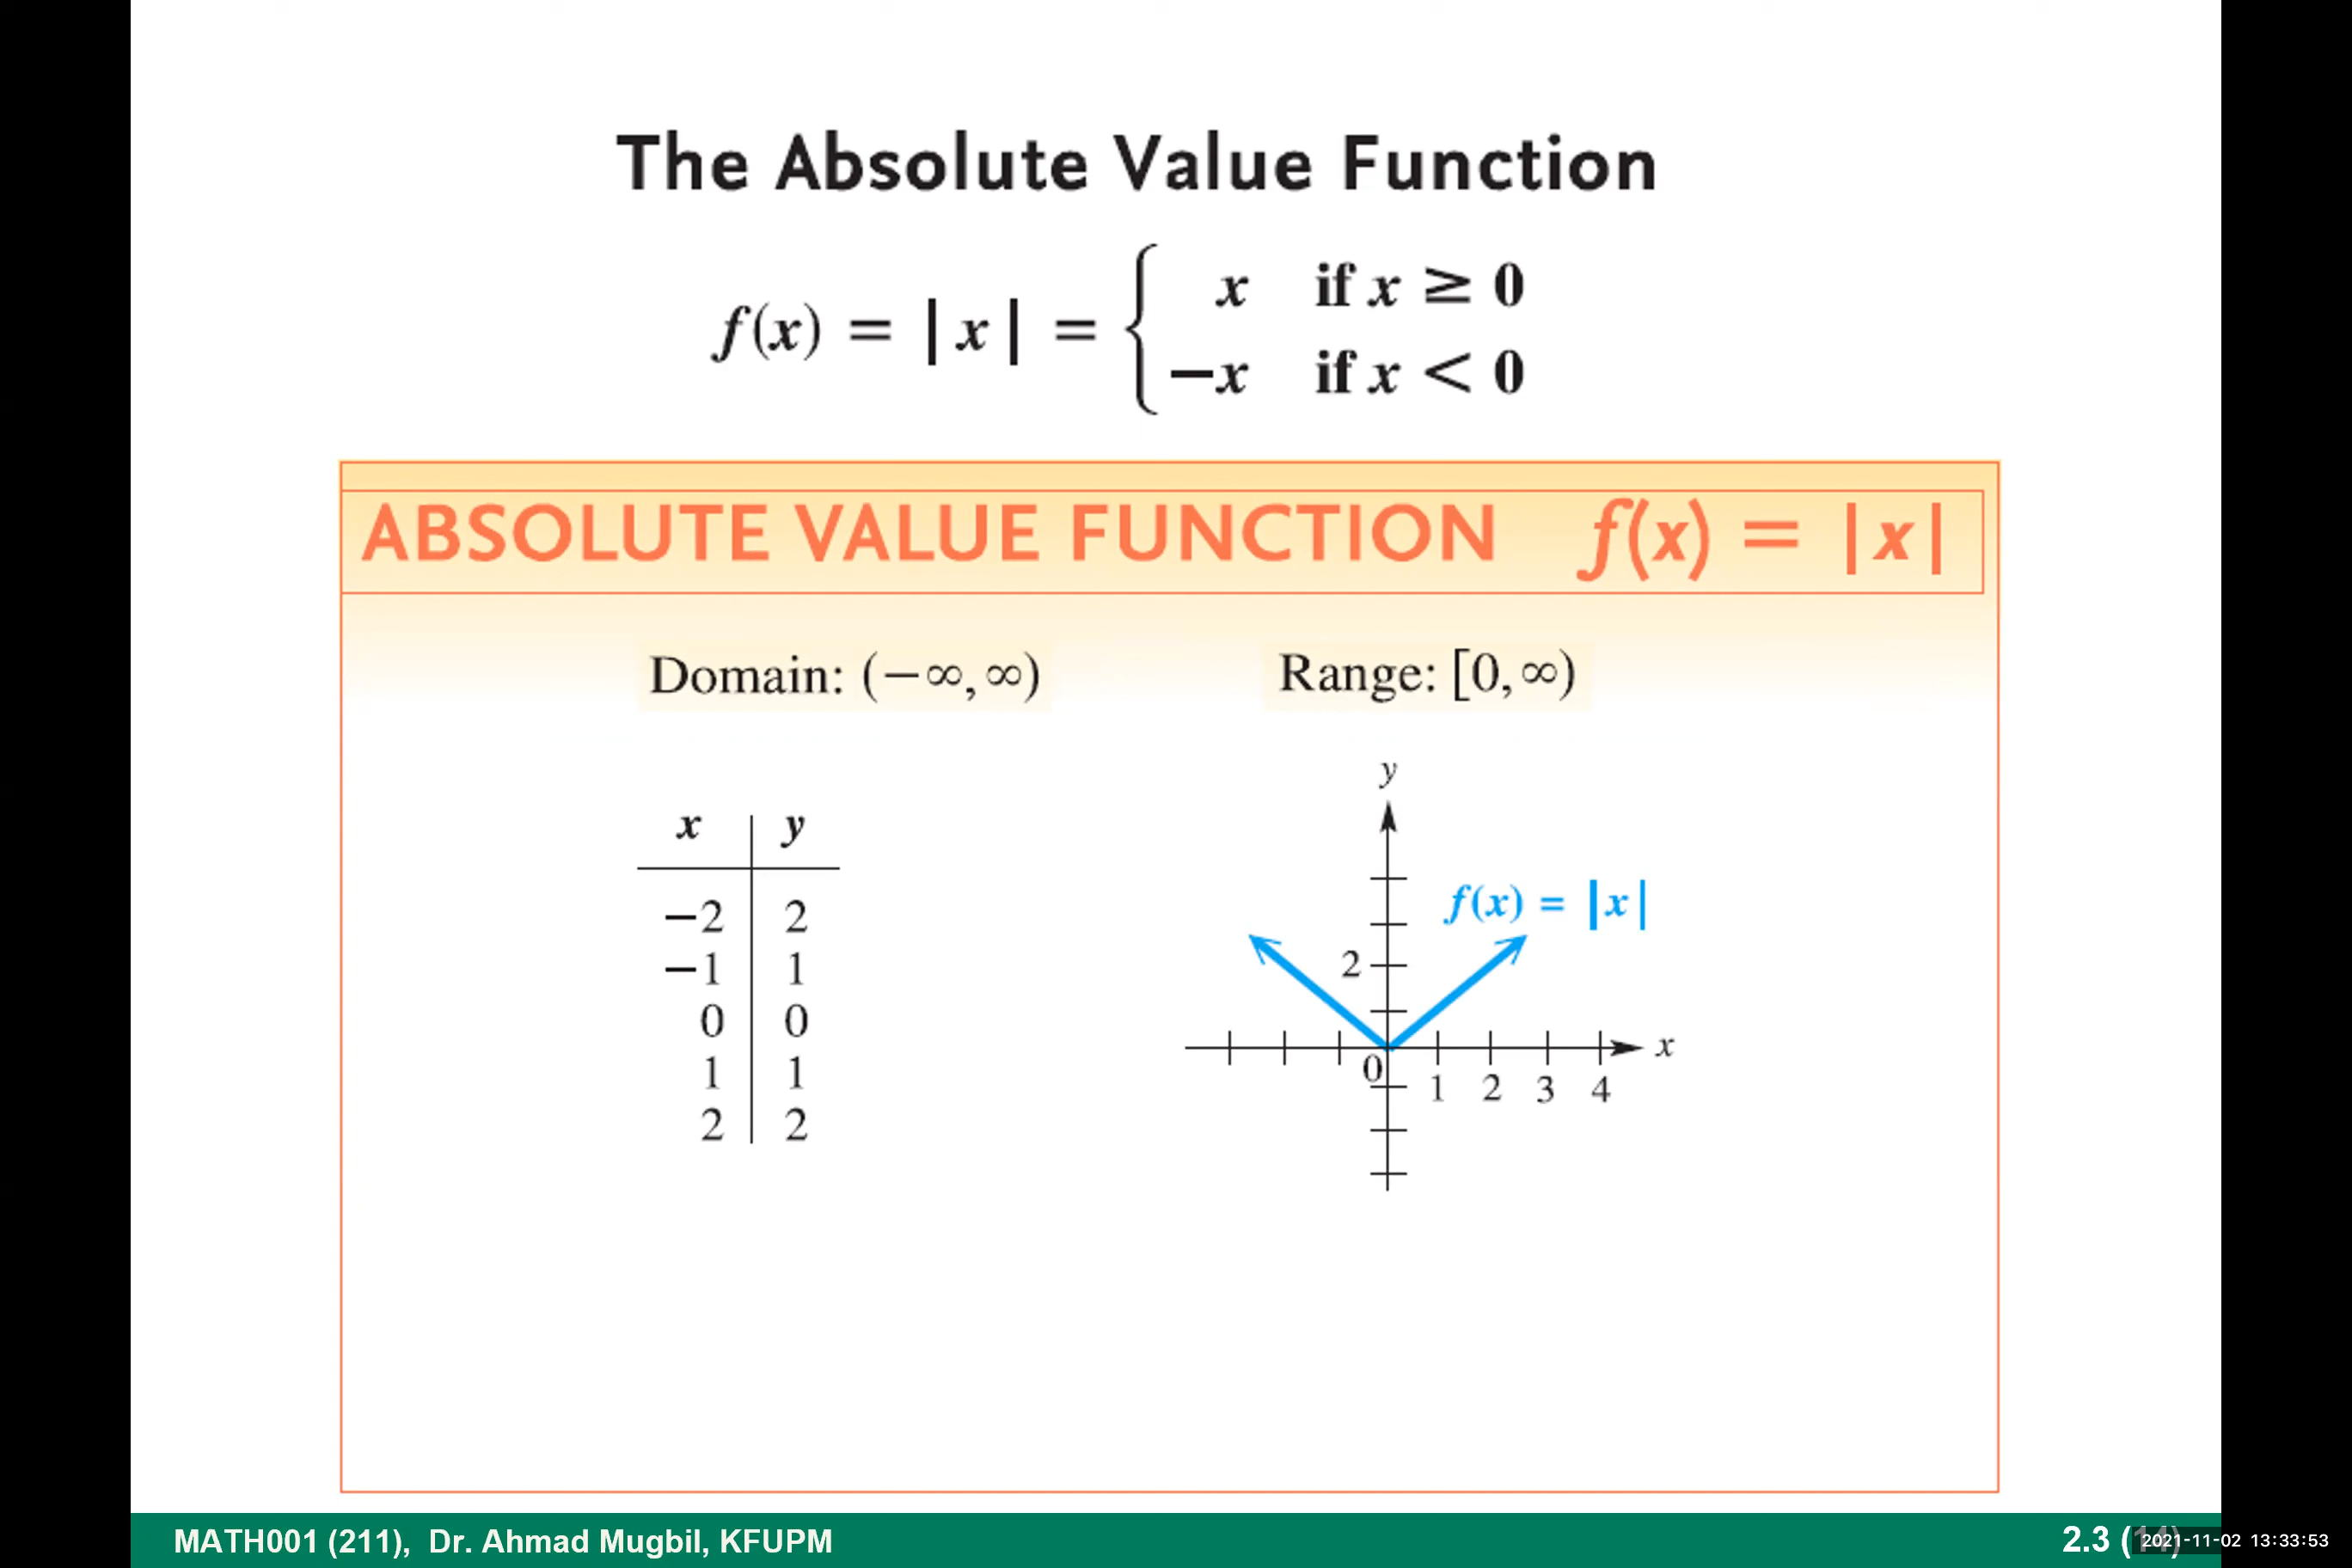 The Absolute Value Function
f(x) = |x| = { x if x ≥ 0
−x if x < 0
ABSOLUTE VALUE FUNCTION f(x) = |x|
Domain: (−∞, ∞) Range: [0, ∞)
x y
−2 2
−1 1
0 0
1 1
2 2
y
f(x) = |x|
2
x
0 1 2 3 4
MATH001 (211), Dr. Ahmad Mugbil, KFUPM
2.3 (14)
2021-11-02 13:33:53